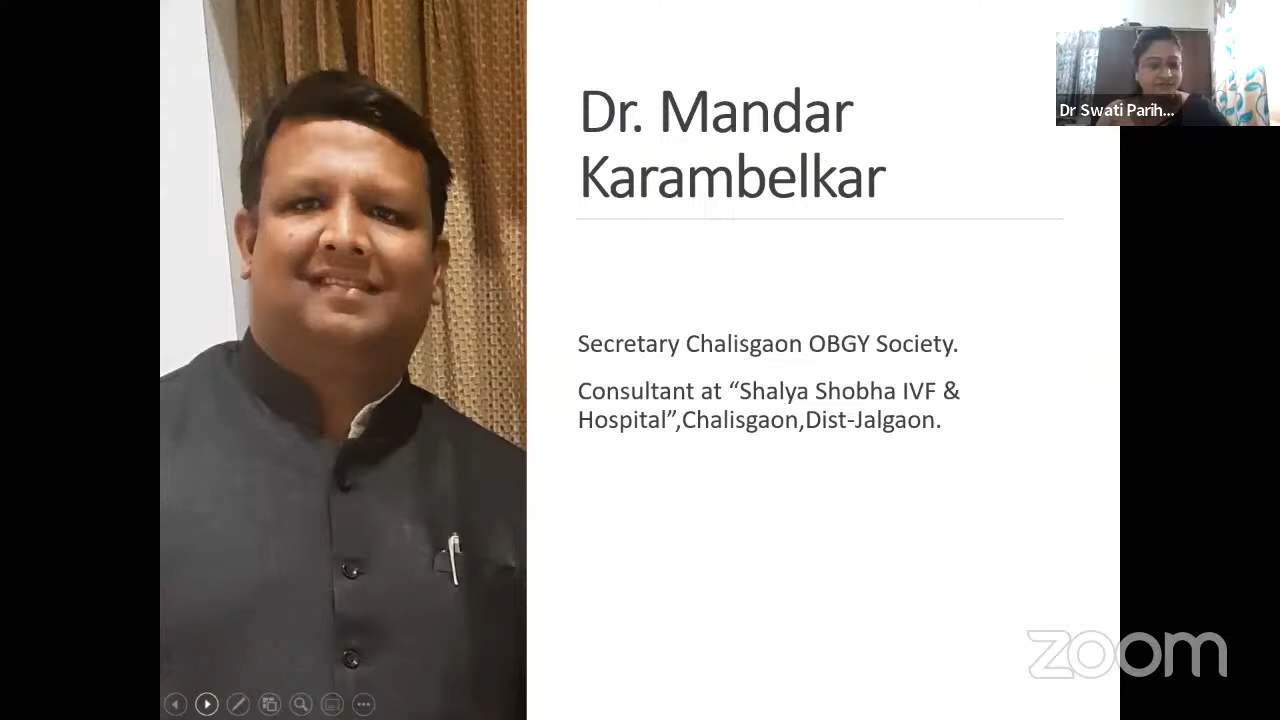 Dr. Mandar
Karambelkar
Dr Swati Parih...
Secretary Chalisgaon OBGY Society.
Consultant at “Shalya Shobha IVF &
Hospital”,Chalisgaon,Dist-Jalgaon.
zoom